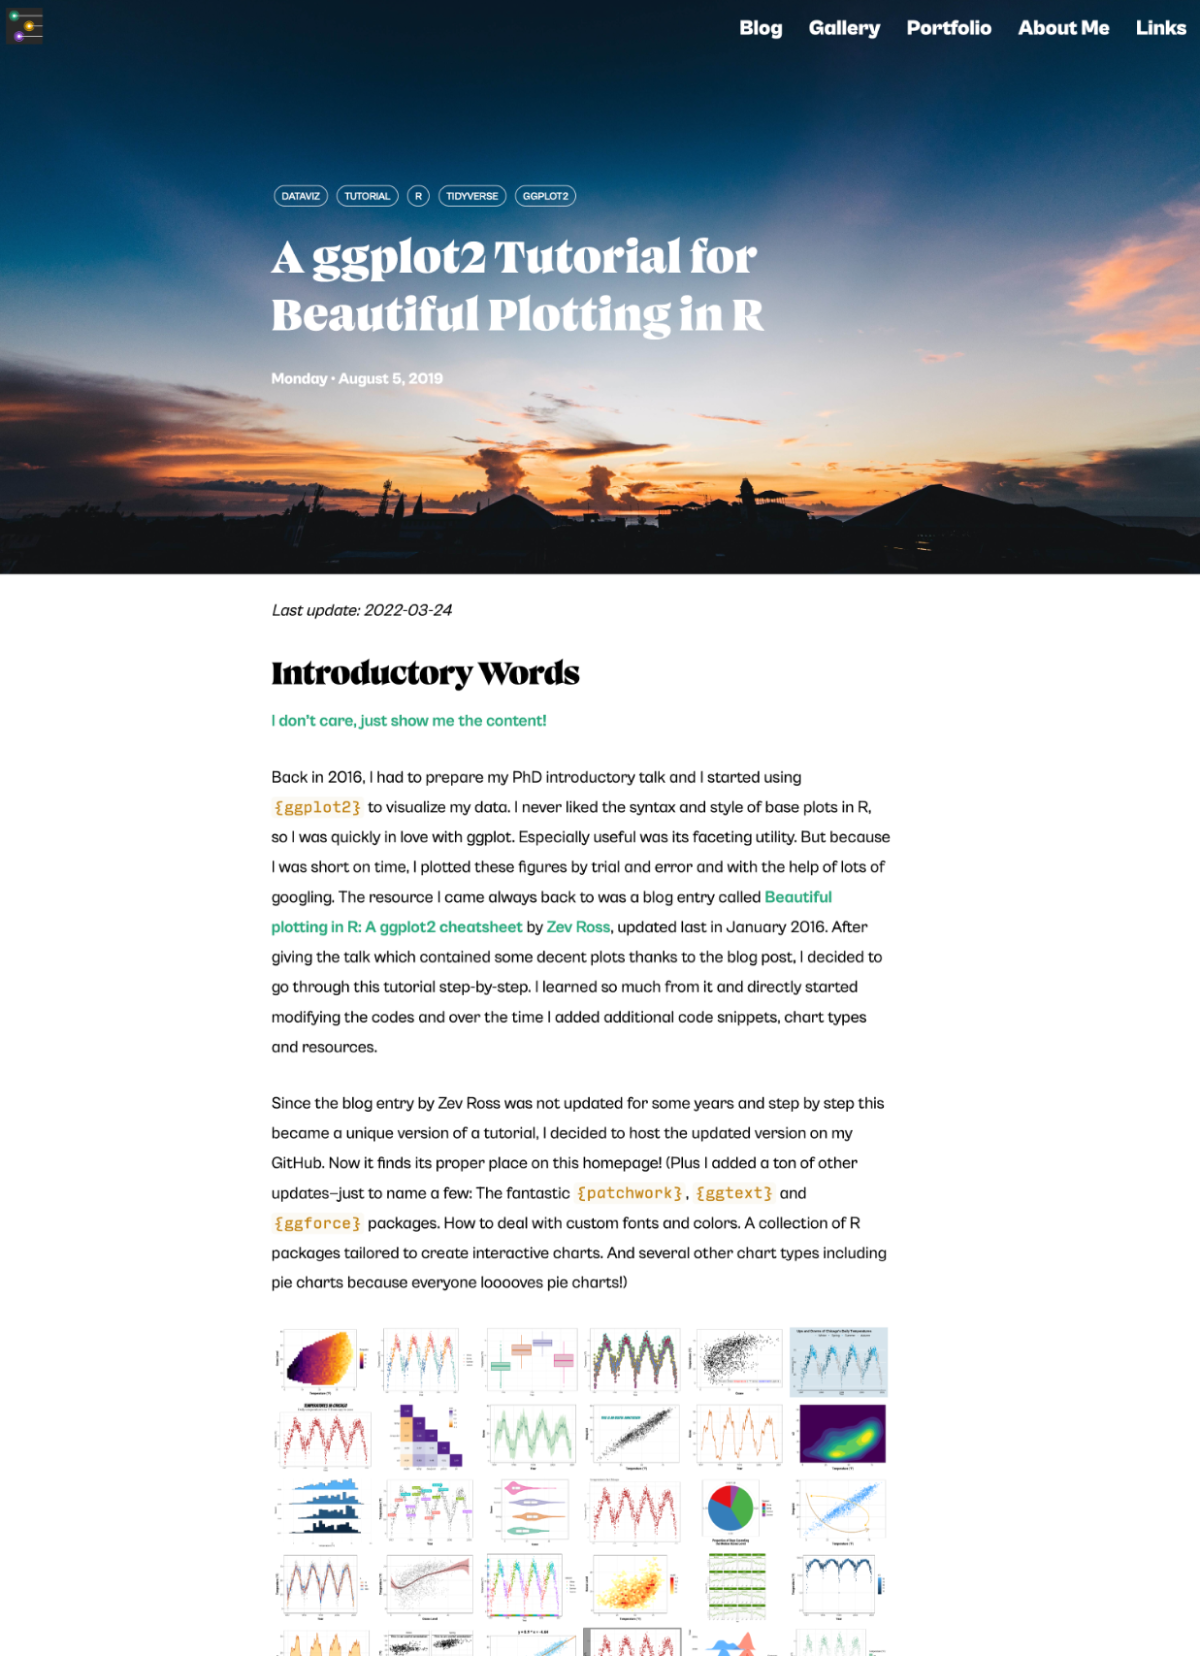 Blog Gallery Portfolio About Me Links
DATAVIZ TUTORIAL R TIDYVERSE GGPLOT2
A ggplot2 Tutorial for
Beautiful Plotting in R
Monday • August 5, 2019
Last update: 2022-03-24
Introductory Words
I don't care, just show me the content!
Back in 2016, I had to prepare my PhD introductory talk and I started using
{ggplot2} to visualize my data. I never liked the syntax and style of base plots in R,
so I was quickly in love with ggplot. Especially useful was its faceting utility. But because
I was short on time, I plotted these figures by trial and error and with the help of lots of
googling. The resource I came always back to was a blog entry called Beautiful
plotting in R: A ggplot2 cheatsheet by Zev Ross, updated last in January 2016. After
giving the talk which contained some decent plots thanks to the blog post, I decided to
go through this tutorial step-by-step. I learned so much from it and directly started
modifying the codes and over the time I added additional code snippets, chart types
and resources.
Since the blog entry by Zev Ross was not updated for some years and step by step this
became a unique version of a tutorial, I decided to host the updated version on my
GitHub. Now it finds its proper place on this homepage! (Plus I added a ton of other
updates—just to name a few: The fantastic {patchwork}, {ggtext} and
{ggforce} packages. How to deal with custom fonts and colors. A collection of R
packages tailored to create interactive charts. And several other chart types including
pie charts because everyone looooves pie charts!)